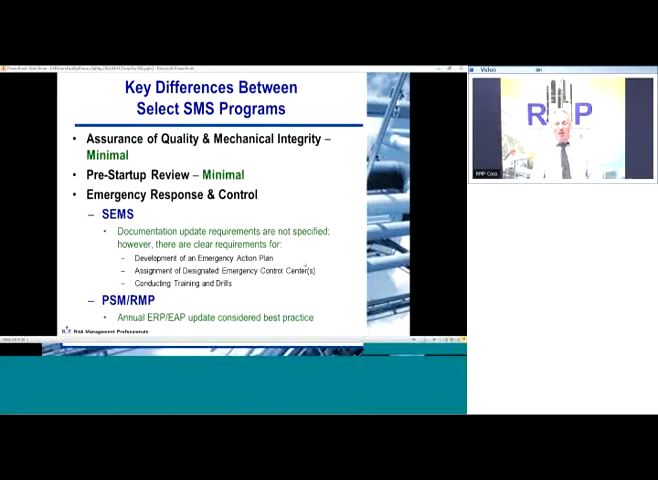 Video
Key Differences Between
Select SMS Programs
• Assurance of Quality & Mechanical Integrity –
Minimal
• Pre-Startup Review – Minimal
• Emergency Response & Control
– SEMS
• Documentation update requirements are not specified;
however, there are clear requirements for:
– Development of an Emergency Action Plan
– Assignment of Designated Emergency Control Center(s)
– Conducting Training and Drills
– PSM/RMP
• Annual ERP/EAP update considered best practice
Risk Management Professionals
R P
RMP Corp